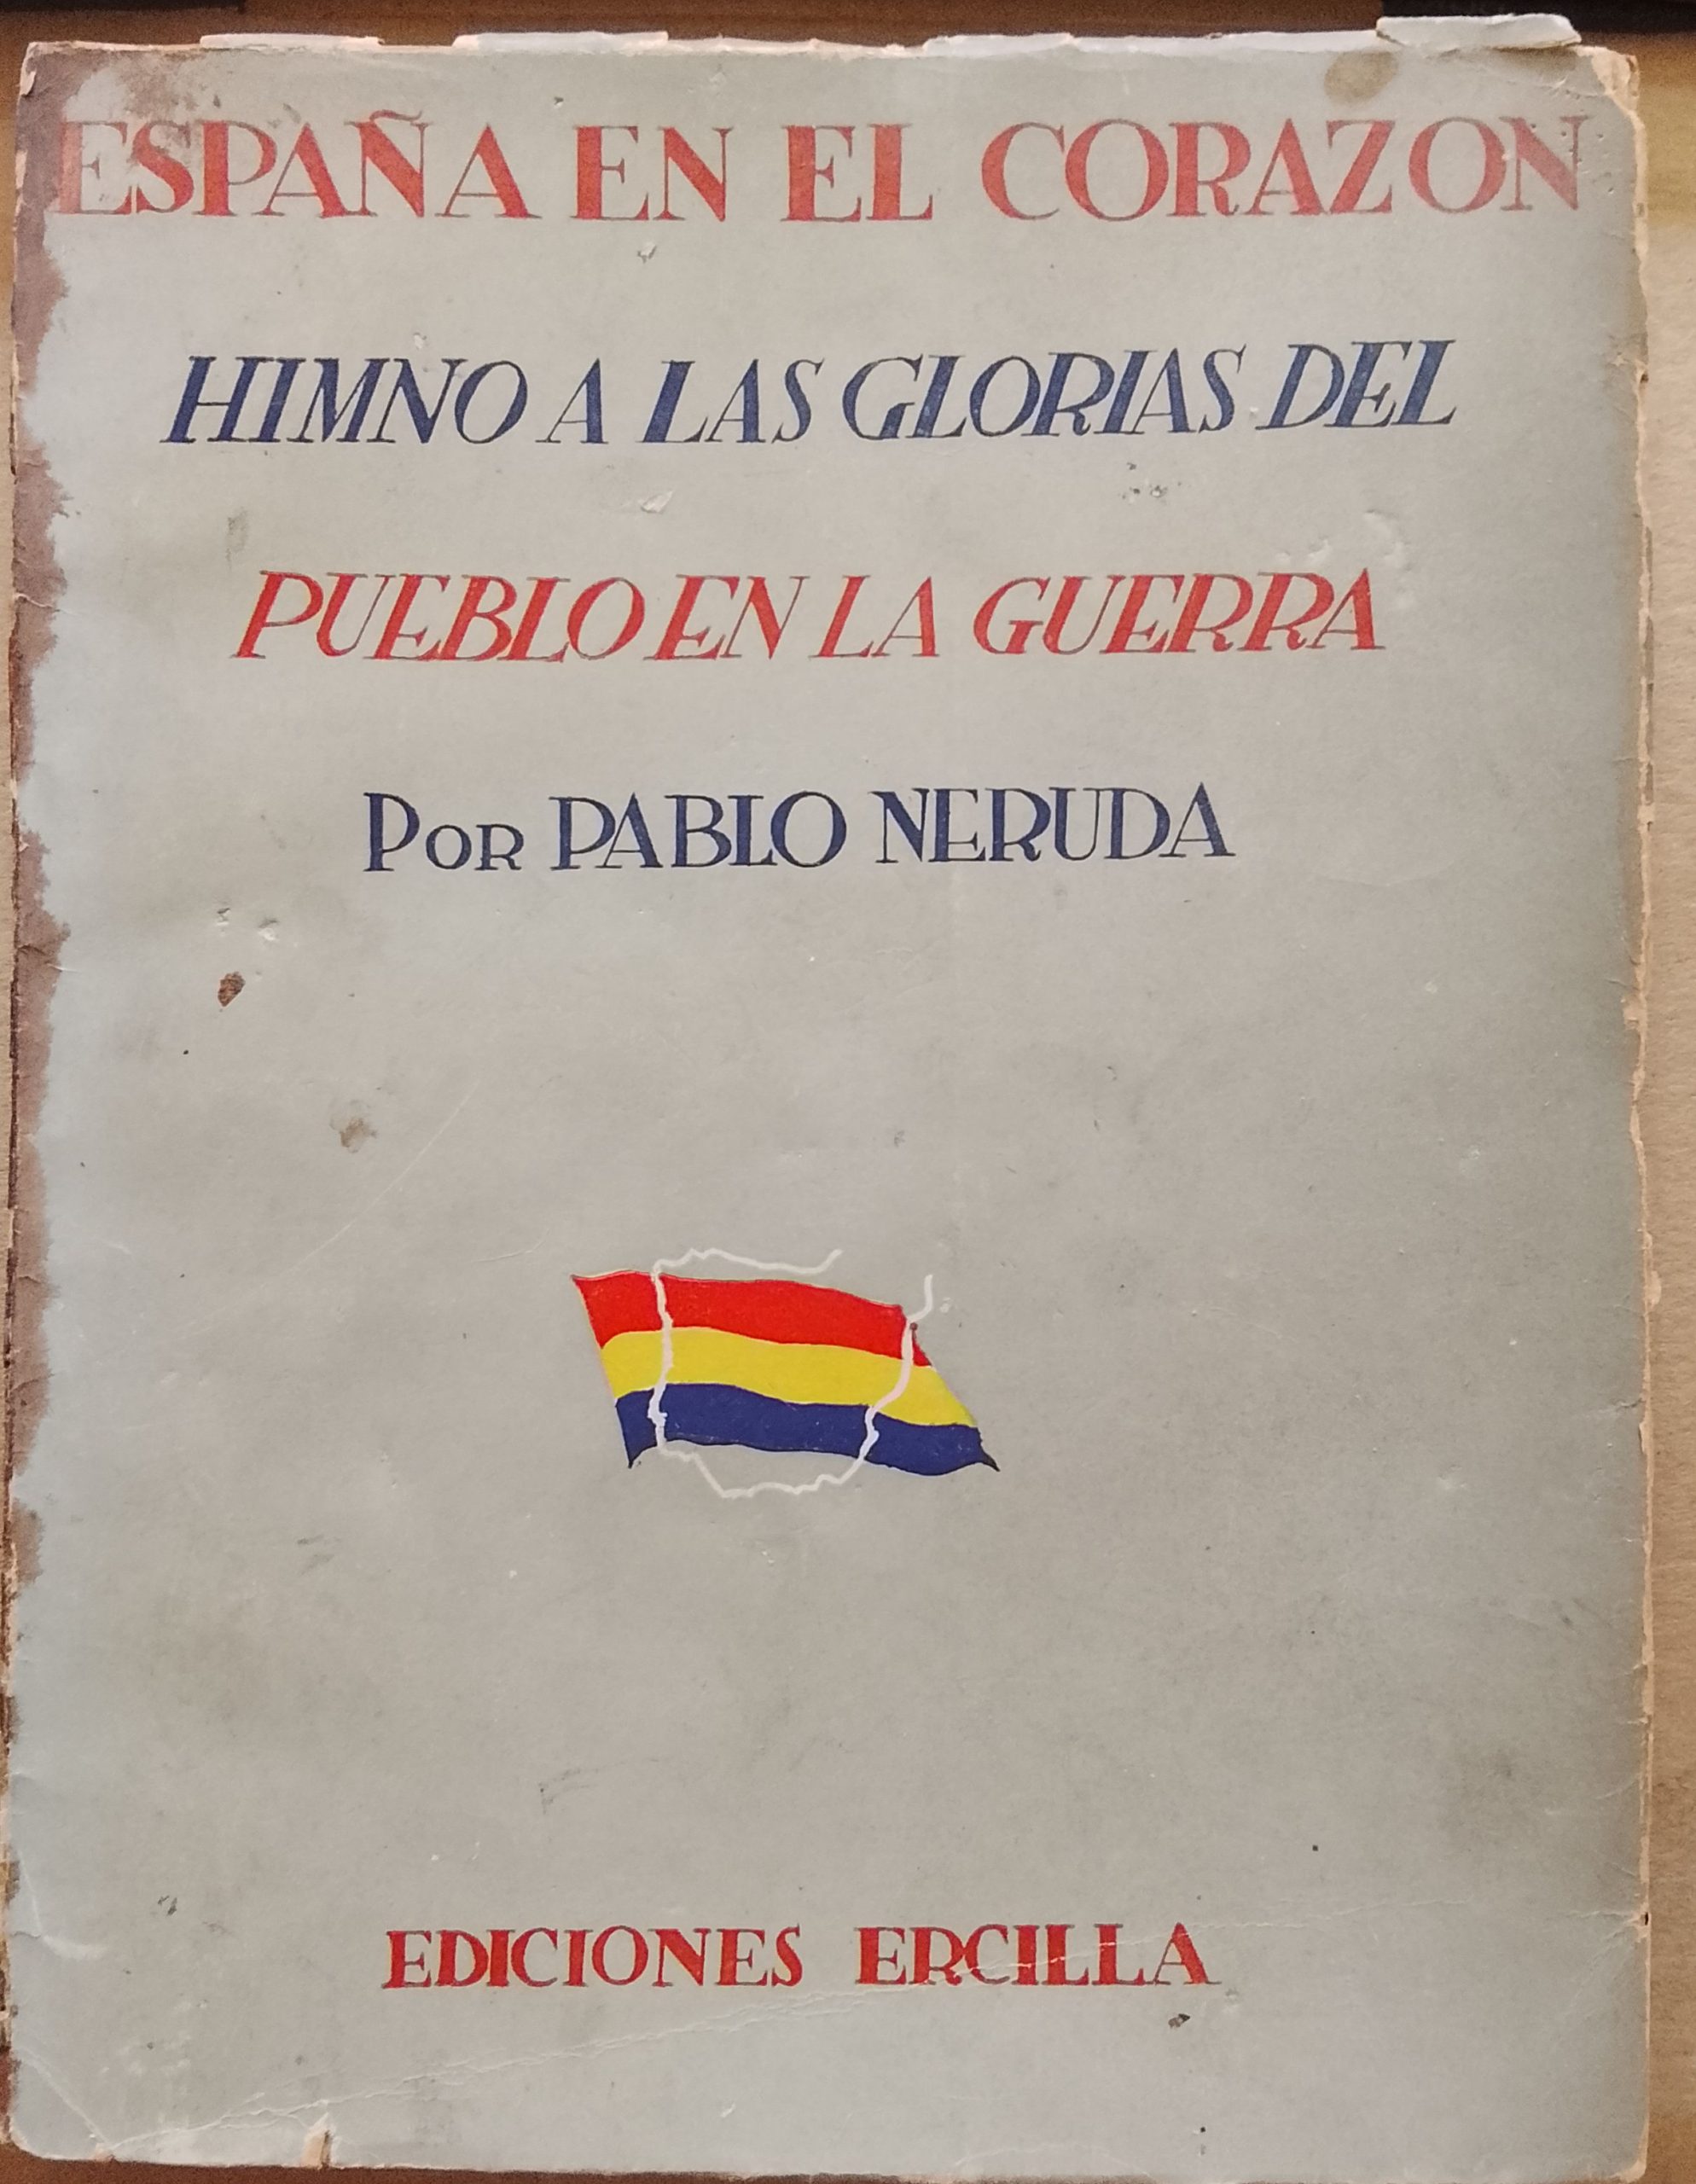 ESPAÑA EN EL CORAZON
HIMNO A LAS GLORIAS DEL
PUEBLO EN LA GUERRA
POR PABLO NERUDA
EDICIONES ERCILLA